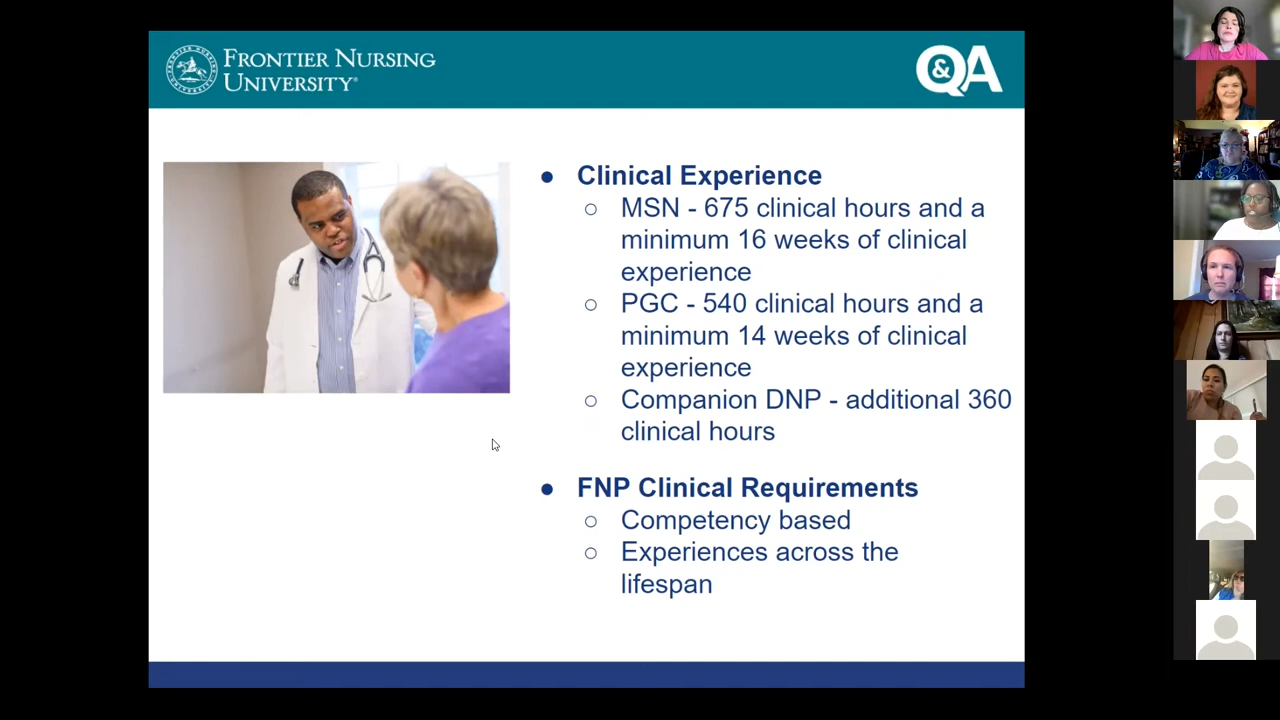 FRONTIER NURSING
UNIVERSITY®
Q&A
● Clinical Experience
○ MSN - 675 clinical hours and a
minimum 16 weeks of clinical
experience
○ PGC - 540 clinical hours and a
minimum 14 weeks of clinical
experience
○ Companion DNP - additional 360
clinical hours
● FNP Clinical Requirements
○ Competency based
○ Experiences across the
lifespan